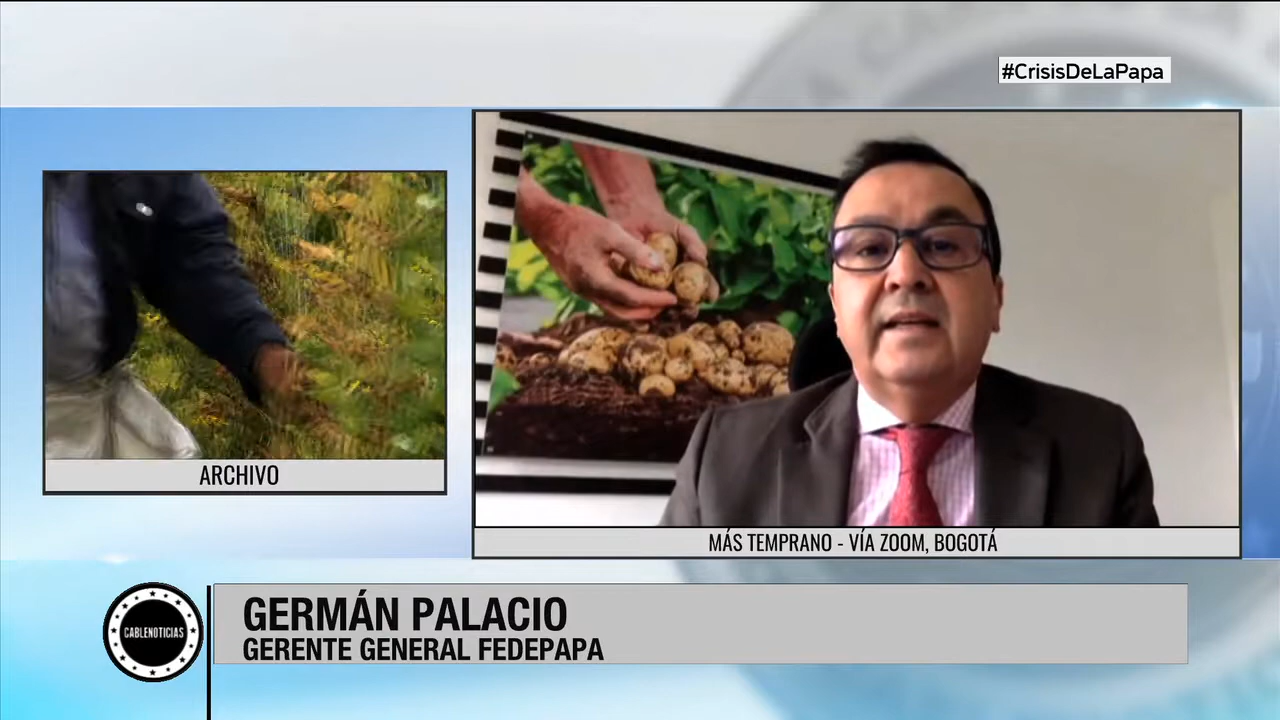 #CrisisDeLaPapa
ARCHIVO
MÁS TEMPRANO - VÍA ZOOM, BOGOTÁ
CABLENOTICIAS
GERMÁN PALACIO
GERENTE GENERAL FEDEPAPA